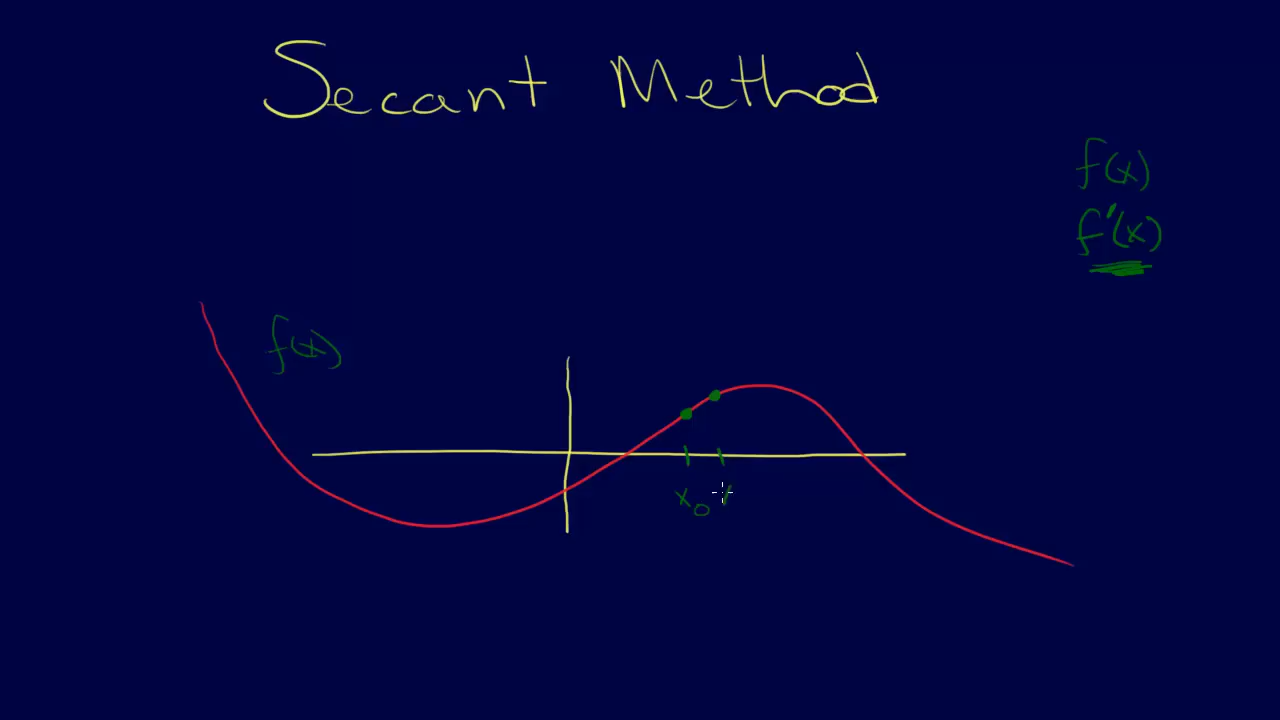 Secant Method
f(x)
f'(x)
f(x)
x₀